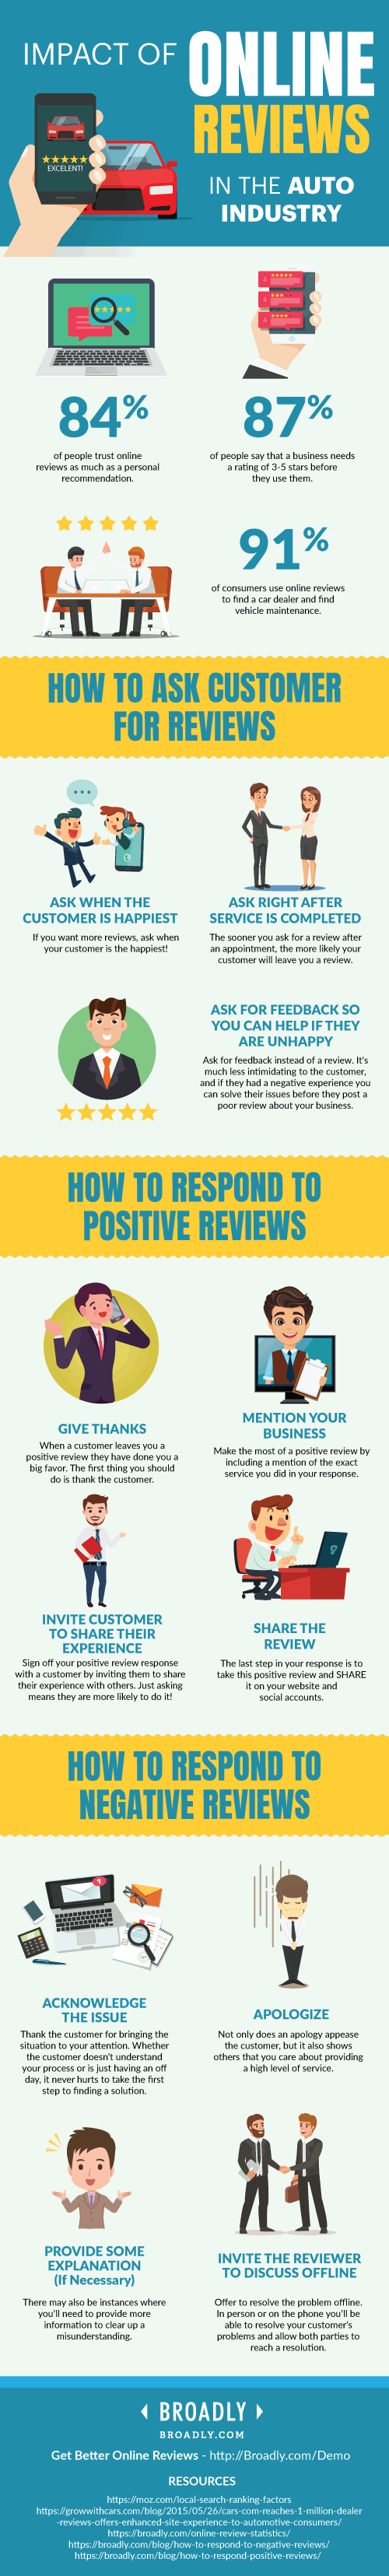 IMPACT OF ONLINE
REVIEWS
IN THE AUTO
INDUSTRY
EXCELENT!
84%
of people trust online
reviews as much as a personal
recommendation.
87%
of people say that a business needs
a rating of 3-5 stars before
they use them.
91%
of consumers use online reviews
to find a car dealer and find
vehicle maintenance.
HOW TO ASK CUSTOMER
FOR REVIEWS
ASK WHEN THE
CUSTOMER IS HAPPIEST
If you want more reviews, ask when
your customer is the happiest!
ASK RIGHT AFTER
SERVICE IS COMPLETED
The sooner you ask for a review after
an appointment, the more likely your
customer will leave you a review.
ASK FOR FEEDBACK SO
YOU CAN HELP IF THEY
ARE UNHAPPY
Ask for feedback instead of a review. It's
much less intimidating to the customer,
and if they had a negative experience you
can solve their issues before they post a
poor review about your business.
HOW TO RESPOND TO
POSITIVE REVIEWS
GIVE THANKS
When a customer leaves you a
positive review they have done you a
big favor. The first thing you should
do is thank the customer.
MENTION YOUR
BUSINESS
Make the most of a positive review by
including a mention of the exact
service you did in your response.
INVITE CUSTOMER
TO SHARE THEIR
EXPERIENCE
Sign off your positive review response
with a customer by inviting them to share
their experience with others. Just asking
means they are more likely to do it!
SHARE THE
REVIEW
The last step in your response is to
take this positive review and SHARE
it on your website and
social accounts.
HOW TO RESPOND TO
NEGATIVE REVIEWS
1
ACKNOWLEDGE
THE ISSUE
Thank the customer for bringing the
situation to your attention. Whether
the customer doesn't understand
your process or is just having an off
day, it never hurts to take the first
step to finding a solution.
APOLOGIZE
Not only does an apology appease
the customer, but it also shows
others that you care about providing
a high level of service.
PROVIDE SOME
EXPLANATION
(If Necessary)
There may also be instances where
you'll need to provide more
information to clear up a
misunderstanding.
INVITE THE REVIEWER
TO DISCUSS OFFLINE
Offer to resolve the problem offline.
In person or on the phone you'll be
able to resolve your customer's
problems and allow both parties to
reach a resolution.
BROADLY
BROADLY.COM
Get Better Online Reviews - http://Broadly.com/Demo
RESOURCES
https://moz.com/local-search-ranking-factors
https://growwithcars.com/blog/2015/05/26/cars-com-reaches-1-million-dealer
-reviews-offers-enhanced-site-experience-to-automotive-consumers/
https://broadly.com/online-review-statistics/
https://broadly.com/blog/how-to-respond-to-negative-reviews/
https://broadly.com/blog/how-to-respond-positive-reviews/